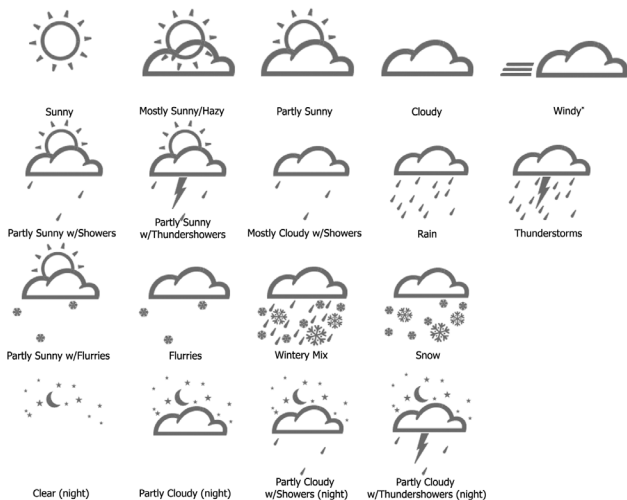 Sunny
Mostly Sunny/Hazy
Partly Sunny
Cloudy
Windy*
Partly Sunny w/Showers
Partly Sunny
w/Thundershowers
Mostly Cloudy w/Showers
Rain
Thunderstorms
Partly Sunny w/Flurries
Flurries
Wintery Mix
Snow
Clear (night)
Partly Cloudy (night)
Partly Cloudy
w/Showers (night)
Partly Cloudy
w/Thundershowers (night)